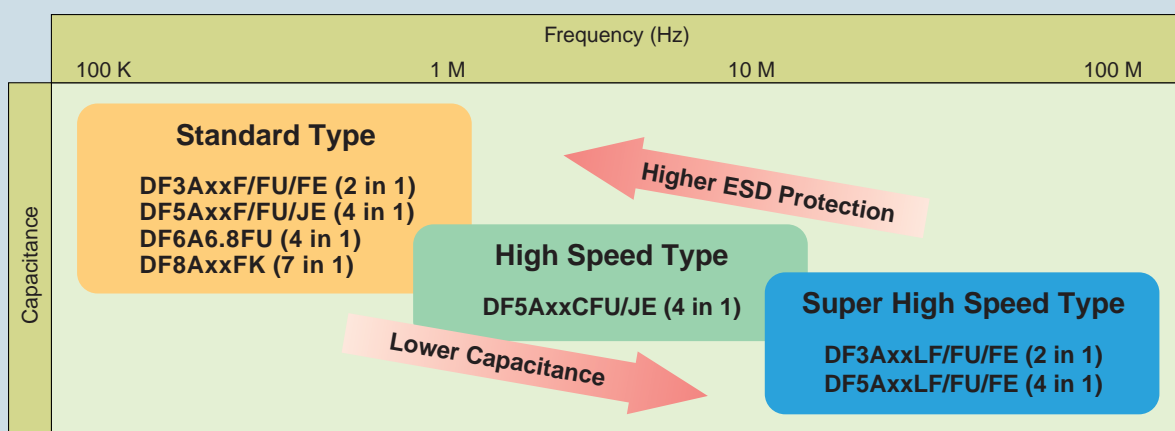 Frequency (Hz)
100 K 1 M 10 M 100 M
Capacitance
Standard Type
DF3AxxF/FU/FE (2 in 1)
DF5AxxF/FU/JE (4 in 1)
DF6A6.8FU (4 in 1)
DF8AxxFK (7 in 1)
Higher ESD Protection
High Speed Type
DF5AxxCFU/JE (4 in 1)
Lower Capacitance
Super High Speed Type
DF3AxxLF/FU/FE (2 in 1)
DF5AxxLF/FU/FE (4 in 1)